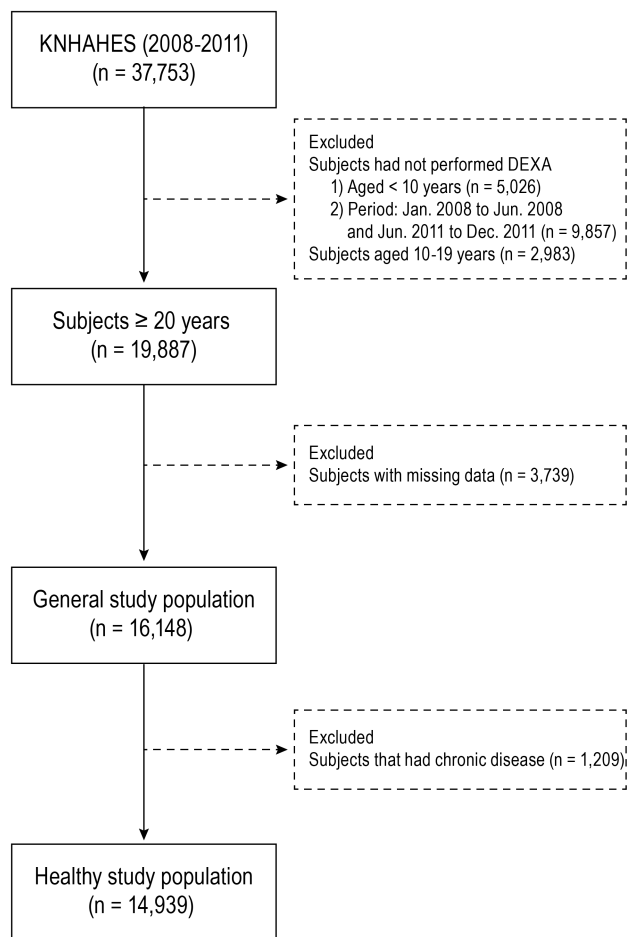 KNHAHES (2008-2011)
(n = 37,753)
Excluded
Subjects had not performed DEXA
1) Aged < 10 years (n = 5,026)
2) Period: Jan. 2008 to Jun. 2008
and Jun. 2011 to Dec. 2011 (n = 9,857)
Subjects aged 10-19 years (n = 2,983)
Subjects ≥ 20 years
(n = 19,887)
Excluded
Subjects with missing data (n = 3,739)
General study population
(n = 16,148)
Excluded
Subjects that had chronic disease (n = 1,209)
Healthy study population
(n = 14,939)